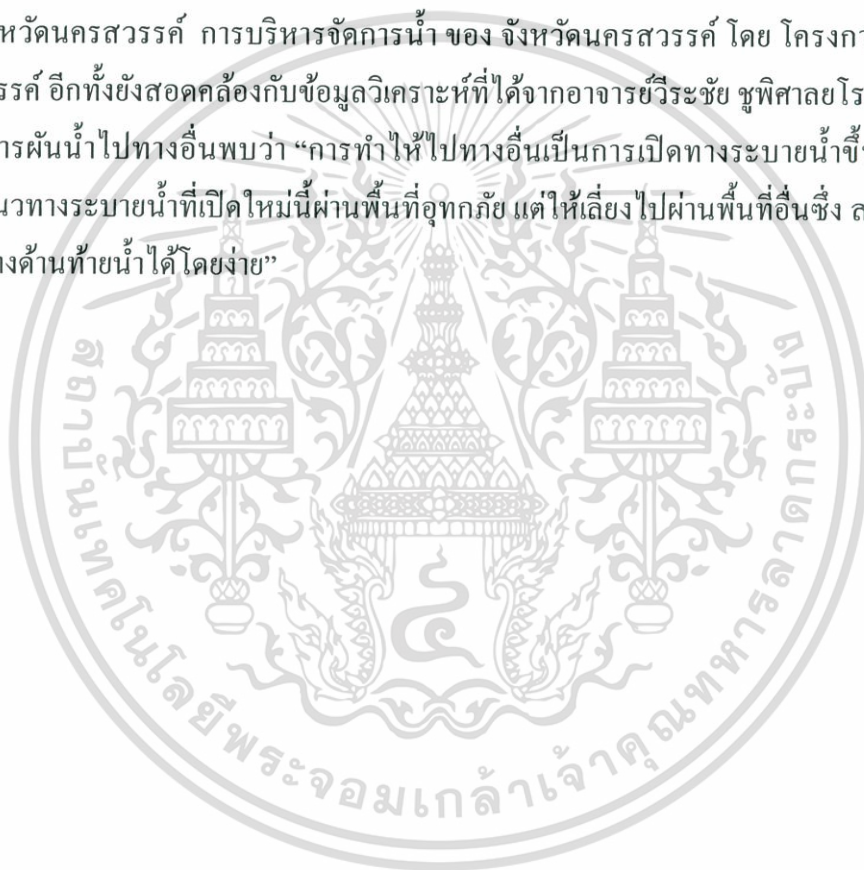 หวัดนครสวรรค์ การบริหารจัดการน้ำ ของ จังหวัดนครสวรรค์ โดย โครงกา
รรค์ อีกทั้งยังสอดคล้องกับข้อมูลวิเคราะห์ที่ได้จากอาจารย์วีระชัย ชูพิศาลยโร
ารผันน้ำไปทางอื่นพบว่า “การทำให้ไปทางอื่นเป็นการเปิดทางระบายน้ำขึ้
นวทางระบายน้ำที่เปิดใหม่นี้ผ่านพื้นที่อุทกภัย แต่ให้เลี่ยงไปผ่านพื้นที่อื่นซึ่ง ส
างด้านท้ายน้ำได้โดยง่าย”
สถาบันเทคโนโลยีพระจอมเกล้าเจ้าคุณทหารลาดกระบัง